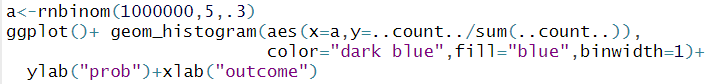 a<-rnbinom(1000000,5,.3)
ggplot()+ geom_histogram(aes(x=a,y=..count../sum(..count..)),
color="dark blue",fill="blue",binwidth=1)+
ylab("prob")+xlab("outcome")